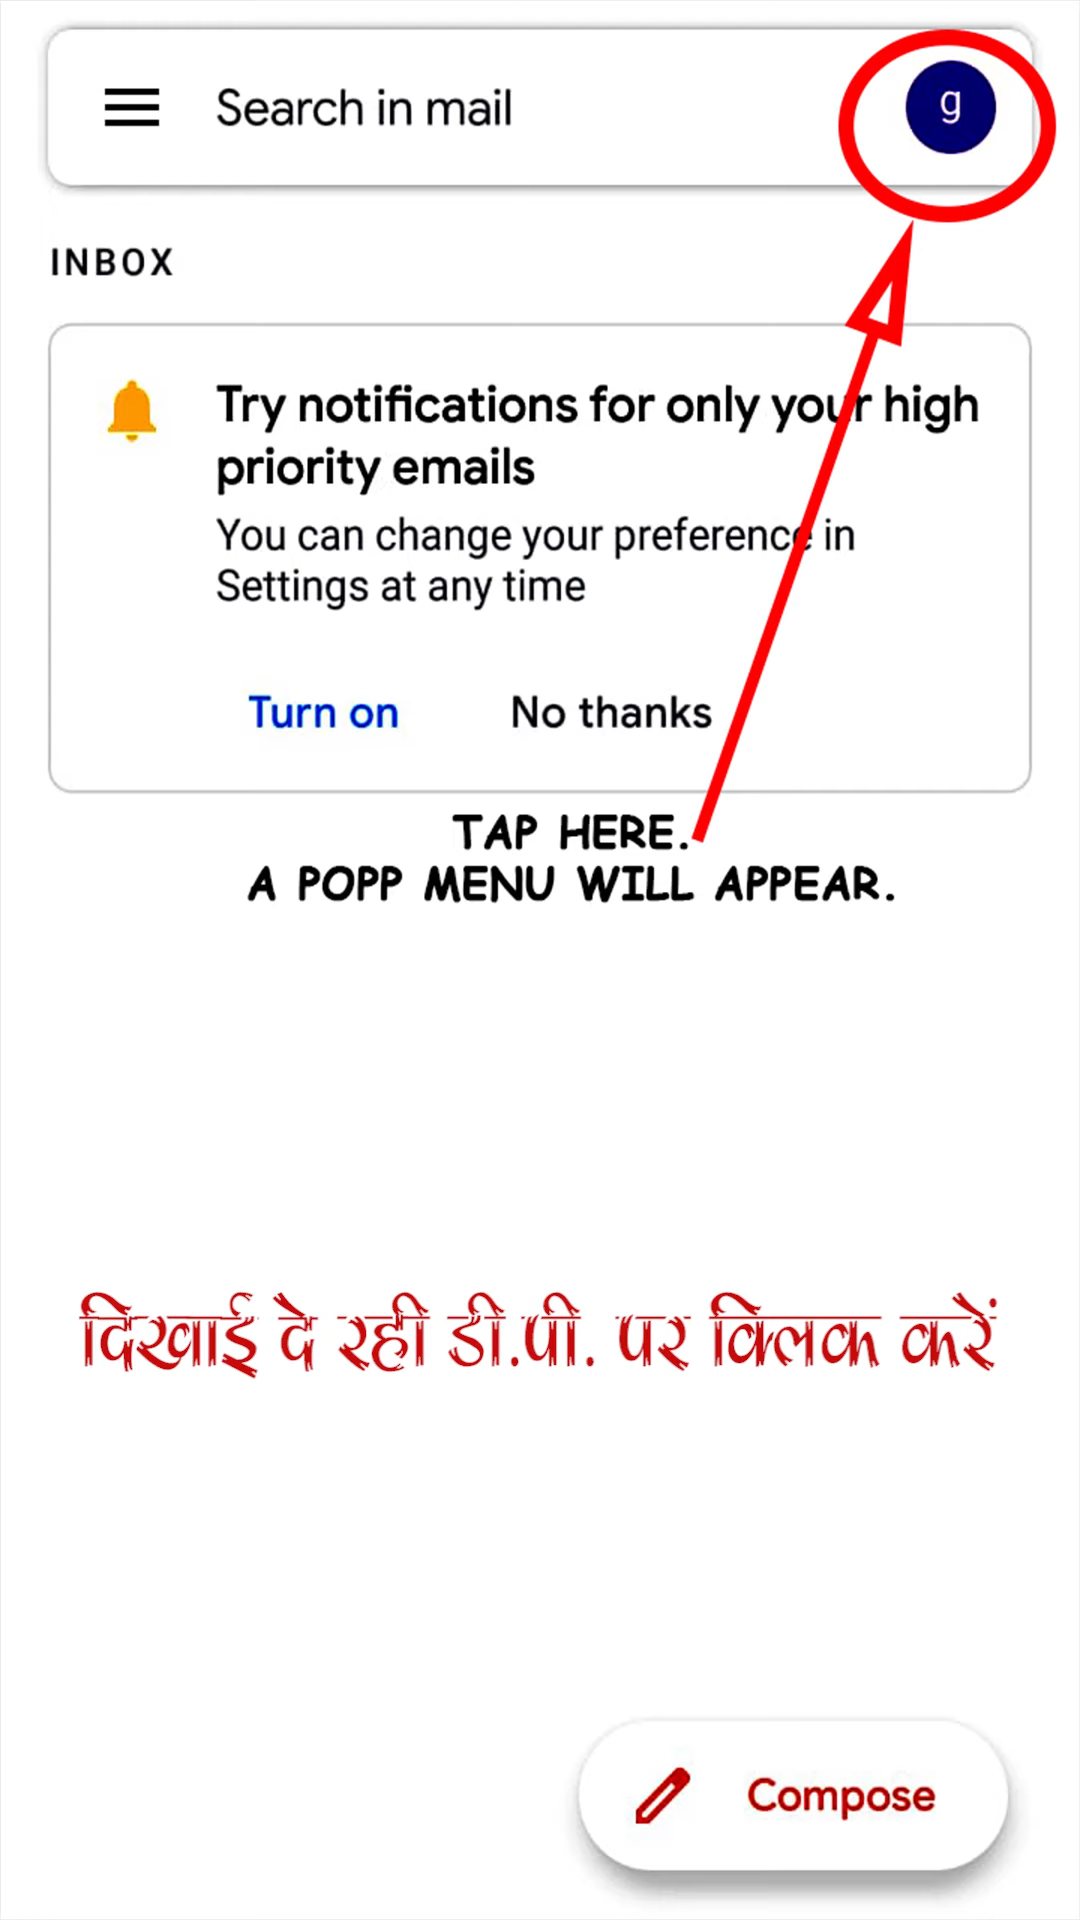 Search in mail
g
INBOX
Try notifications for only your high
priority emails
You can change your preference in
Settings at any time
Turn on No thanks
TAP HERE.
A POPP MENU WILL APPEAR.
दिखाई दे रही डी.पी. पर क्लिक करें
Compose